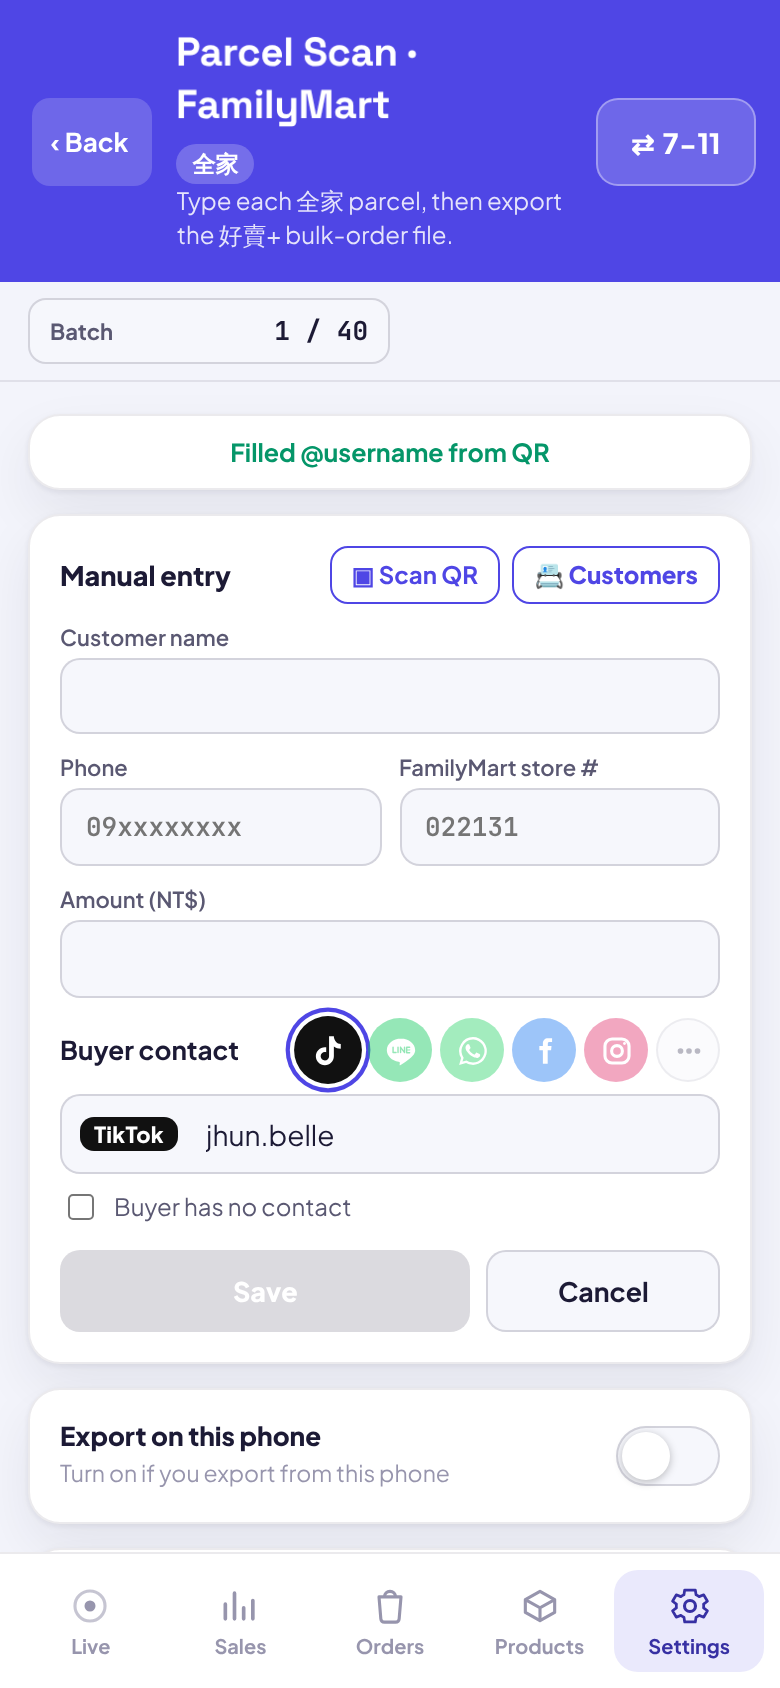 Parcel Scan ·
FamilyMart
‹ Back
⇄ 7-11
全家
Type each 全家 parcel, then export
the 好賣+ bulk-order file.
Batch 1 / 40
Filled @username from QR
Manual entry
Scan QR
Customers
Customer name
Phone
FamilyMart store #
09xxxxxxxx
022131
Amount (NT$)
Buyer contact
LINE
TikTok jhun.belle
Buyer has no contact
Save
Cancel
Export on this phone
Turn on if you export from this phone
Live
Sales
Orders
Products
Settings